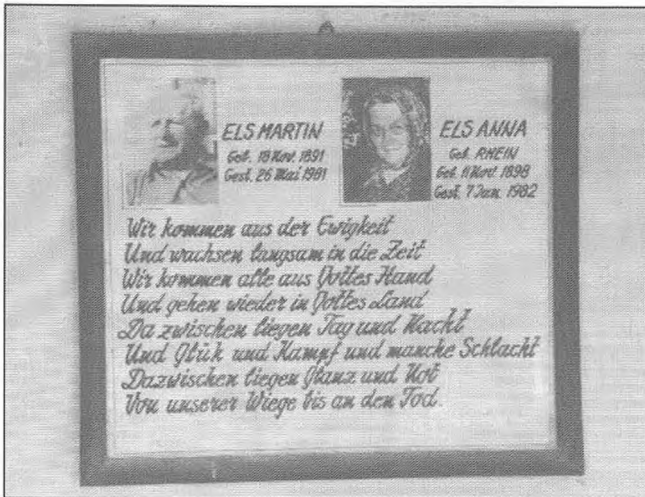 ELS MARTIN
Geb. 18 Nov. 1891
Gest. 26 Mai 1981
ELS ANNA
Geb. RHEIN
Geb. 11 Nov. 1898
Gest. 7 Jan. 1982
Wir kommen aus der Ewigkeit
Und wachsen langsam in die Zeit
Wir kommen alle aus Gottes Hand
Und gehen wieder in Gottes Land
Da zwischen liegen Tag und Nacht
Und Glük und Kampf und manche Schlacht
Dazwischen liegen Glanz und Not
Von unserer Wiege bis an den Tod.